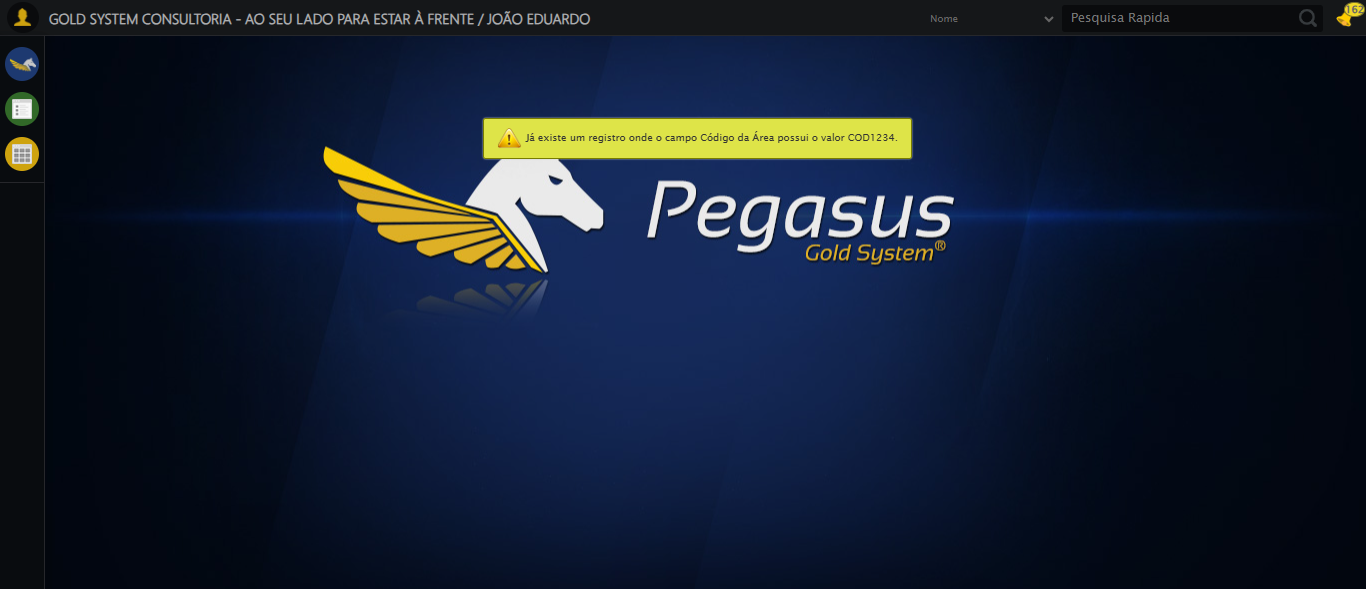 GOLD SYSTEM CONSULTORIA - AO SEU LADO PARA ESTAR À FRENTE / JOÃO EDUARDO
Nome
Pesquisa Rapida
162
Já existe um registro onde o campo Código da Área possui o valor COD1234.
Pegasus
Gold System®